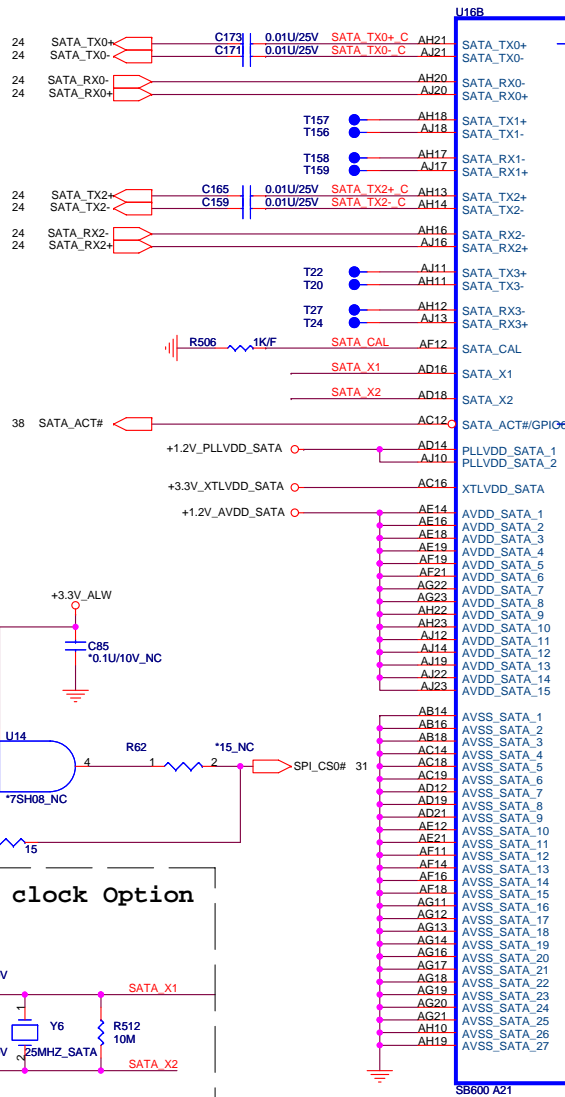 U16B
24 SATA_TX0+ C173 0.01U/25V SATA_TX0+_C AH21 SATA_TX0+
24 SATA_TX0- C171 0.01U/25V SATA_TX0-_C AJ21 SATA_TX0-
24 SATA_RX0- AH20 SATA_RX0-
24 SATA_RX0+ AJ20 SATA_RX0+
T157 AH18 SATA_TX1+
T156 AJ18 SATA_TX1-
T158 AH17 SATA_RX1-
T159 AJ17 SATA_RX1+
24 SATA_TX2+ C165 0.01U/25V SATA_TX2+_C AH13 SATA_TX2+
24 SATA_TX2- C159 0.01U/25V SATA_TX2-_C AH14 SATA_TX2-
24 SATA_RX2- AH16 SATA_RX2-
24 SATA_RX2+ AJ16 SATA_RX2+
T22 AJ11 SATA_TX3+
T20 AH11 SATA_TX3-
T27 AH12 SATA_RX3-
T24 AJ13 SATA_RX3+
R506 1K/F SATA_CAL AF12 SATA_CAL
SATA_X1 AD16 SATA_X1
SATA_X2 AD18 SATA_X2
38 SATA_ACT# AC12
+1.2V_PLLVDD_SATA AD14 PLLVDD_SATA_1
AJ10 PLLVDD_SATA_2
+3.3V_XTLVDD_SATA AC16 XTLVDD_SATA
+1.2V_AVDD_SATA AE14 AVDD_SATA_1
AE16 AVDD_SATA_2
AE18 AVDD_SATA_3
AE19 AVDD_SATA_4
AF19 AVDD_SATA_5
AF21 AVDD_SATA_6
AG22 AVDD_SATA_7
AG23 AVDD_SATA_8
AH22 AVDD_SATA_9
AH23 AVDD_SATA_10
AJ12 AVDD_SATA_11
AJ14 AVDD_SATA_12
AJ19 AVDD_SATA_13
AJ22 AVDD_SATA_14
AJ23 AVDD_SATA_15
+3.3V_ALW
C85
*0.1U/10V_NC
AB14 AVSS_SATA_1
AB16 AVSS_SATA_2
AB18 AVSS_SATA_3
AC14 AVSS_SATA_4
AC18 AVSS_SATA_5
AC19 AVSS_SATA_6
AD12 AVSS_SATA_7
AD19 AVSS_SATA_8
AD21 AVSS_SATA_9
AE12 AVSS_SATA_10
AE21 AVSS_SATA_11
AF11 AVSS_SATA_12
AF14 AVSS_SATA_13
AF16 AVSS_SATA_14
AF18 AVSS_SATA_15
AG11 AVSS_SATA_16
AG12 AVSS_SATA_17
AG13 AVSS_SATA_18
AG14 AVSS_SATA_19
AG16 AVSS_SATA_20
AG17 AVSS_SATA_21
AG18 AVSS_SATA_22
AG19 AVSS_SATA_23
AG20 AVSS_SATA_24
AG21 AVSS_SATA_25
AH10 AVSS_SATA_26
AH19 AVSS_SATA_27
U14
4
*7SH08_NC
R62 *15_NC
1 2
SPI_CS0# 31
15
clock Option
V
SATA_X1
1
Y6
R512
10M
V 2 25MHZ_SATA
SATA_X2
SB600 A21